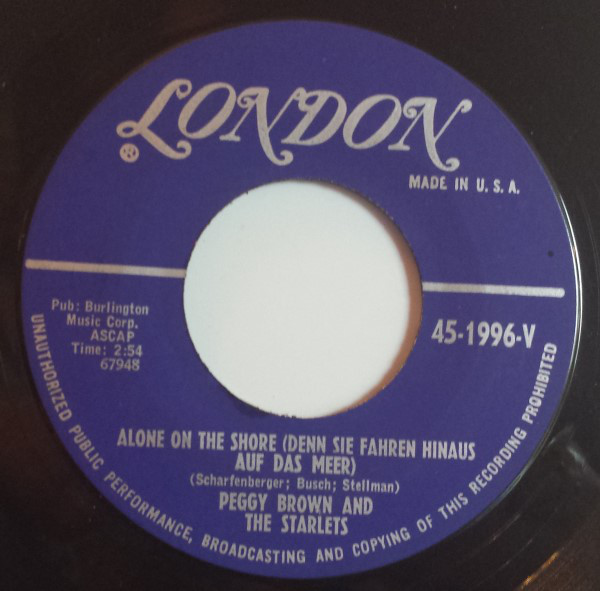 LONDON
®
MADE IN U.S.A.
Pub: Burlington
Music Corp.
ASCAP
Time: 2:54
67948
45-1996-V
ALONE ON THE SHORE (DENN SIE FAHREN HINAUS
AUF DAS MEER)
(Scharfenberger; Busch; Stellman)
PEGGY BROWN AND
THE STARLETS
UNAUTHORIZED PUBLIC PERFORMANCE, BROADCASTING AND COPYING OF THIS RECORDING PROHIBITED